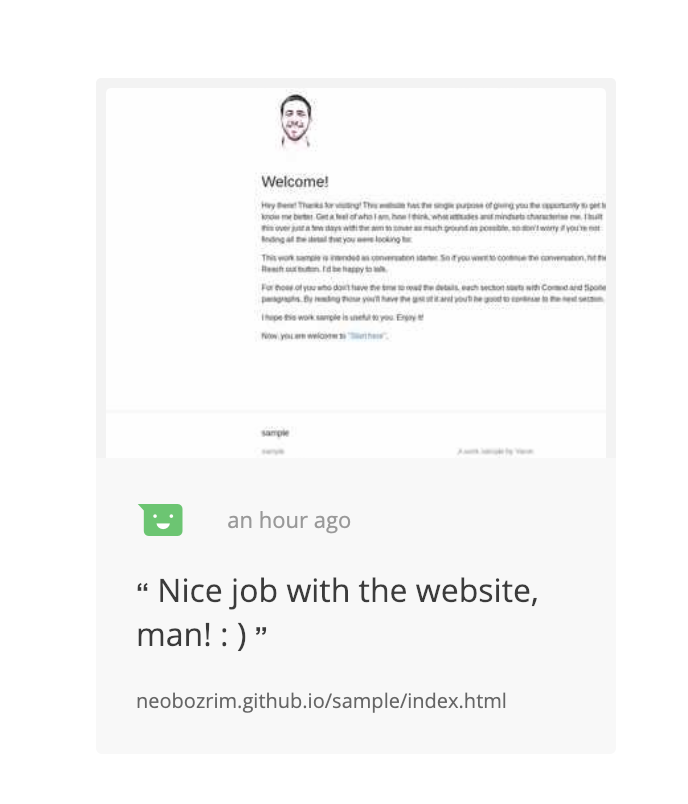 Welcome!
Hey there! Thanks for visiting! This website has the single purpose of giving you the opportunity to get to
know me better. Get a feel of who I am, how I think, what attitudes and mindsets characterise me. I built
this over just a few days with the aim to cover as much ground as possible, so don't worry if you're not
finding all the detail that you were looking for.
This work sample is intended as conversation starter. So if you want to continue the conversation, hit the
Reach out button. I'd be happy to talk.
For those of you who don't have the time to read the details, each section starts with Context and Spoile
paragraphs. By reading those you'll have the gist of it and you'll be good to continue to the next section.
I hope this work sample is useful to you. Enjoy it!
Now, you are welcome to "Start here".
sample
sample
A work sample by
an hour ago
“ Nice job with the website,
man! : ) ”
neobozrim.github.io/sample/index.html